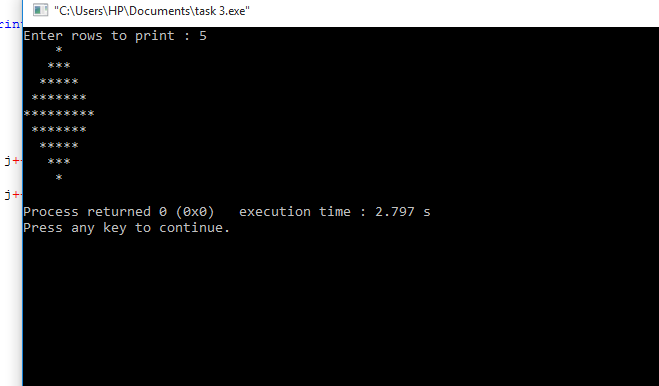 "C:\Users\HP\Documents\task 3.exe"
Enter rows to print : 5
    *
   ***
  *****
 *******
*********
 *******
  *****
   ***
    *
j+
j+
Process returned 0 (0x0)   execution time : 2.797 s
Press any key to continue.